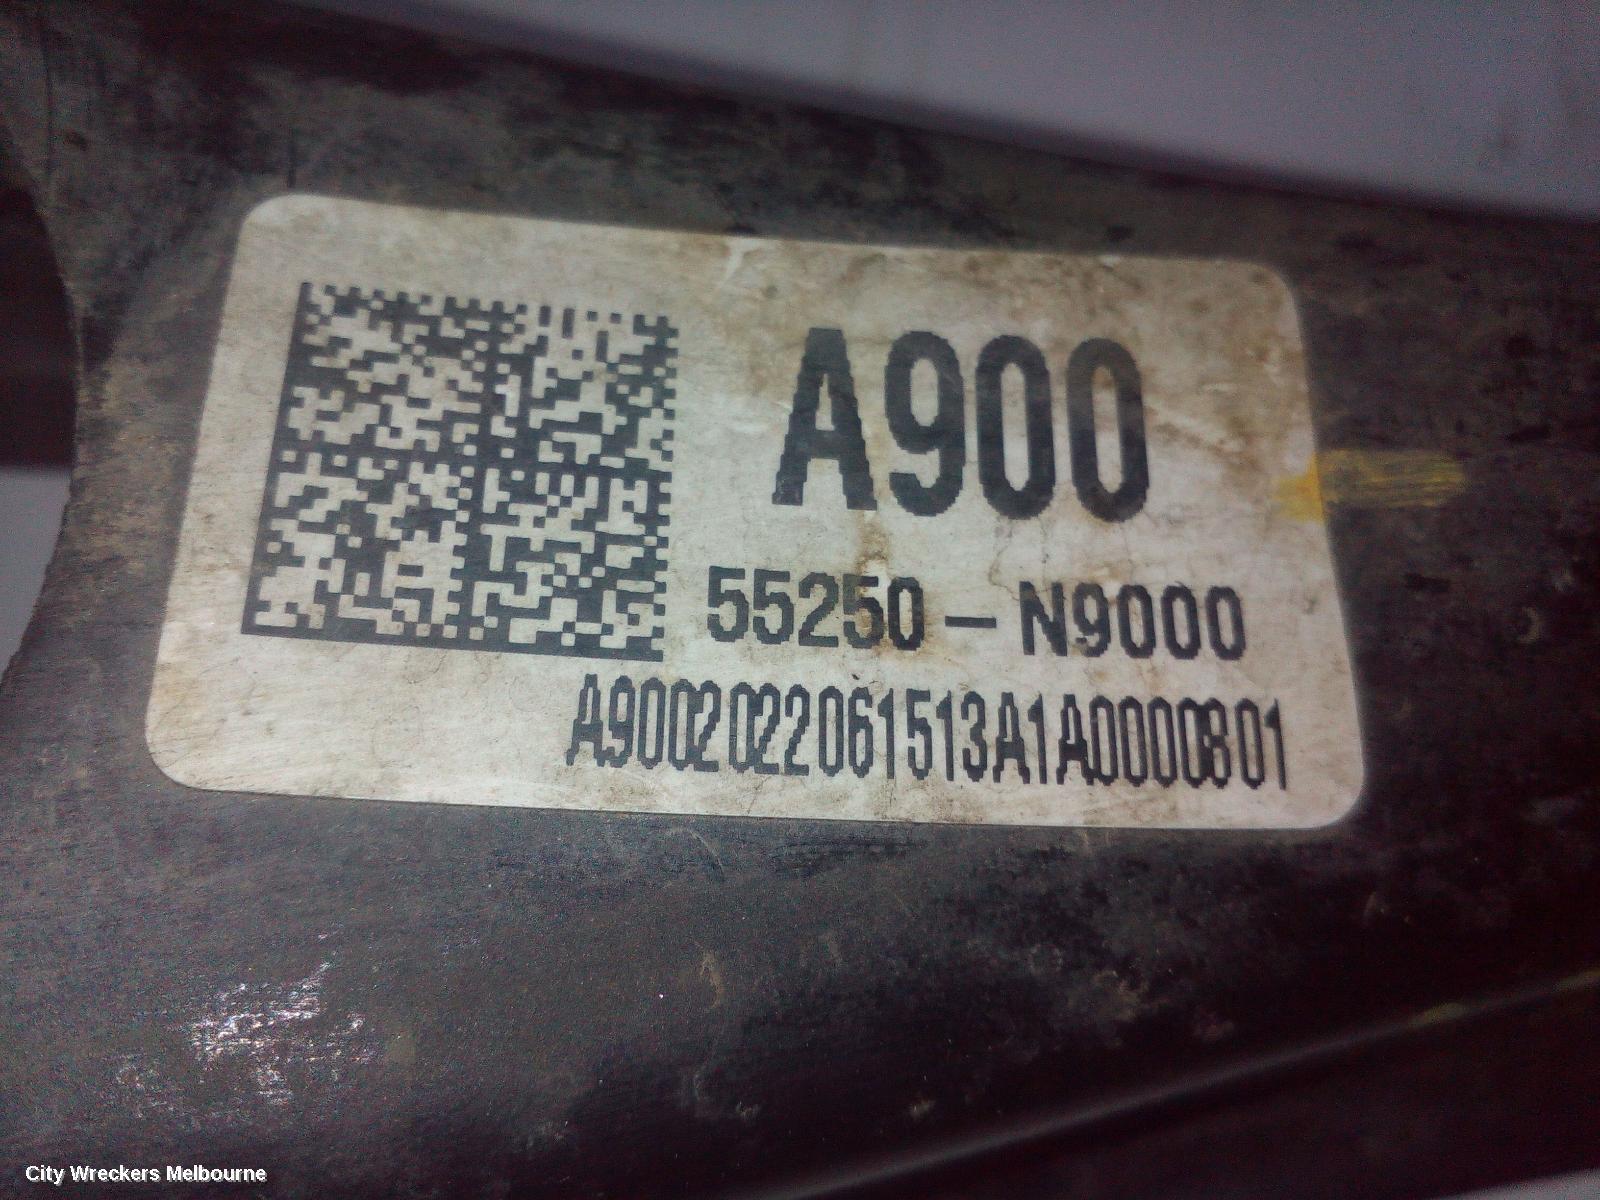 A900
55250-N9000
A9002022061513A1A0000801
City Wreckers Melbourne